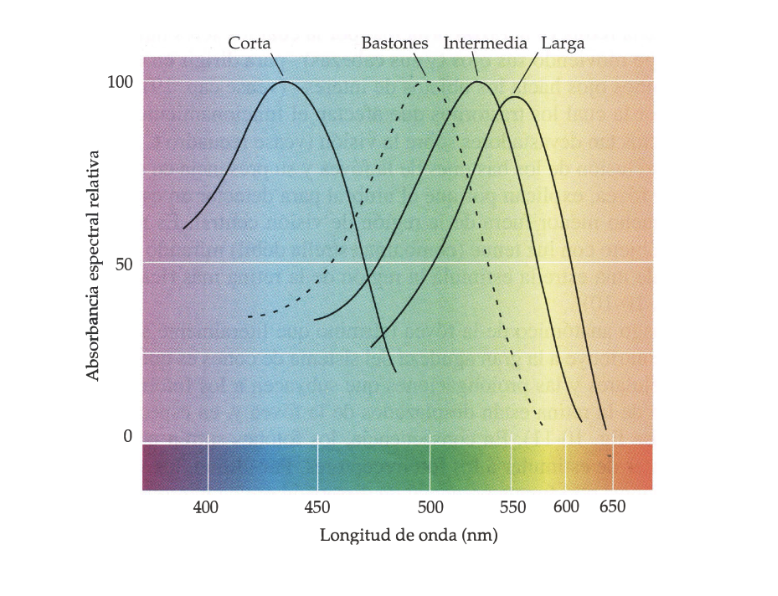 Corta Bastones Intermedia Larga
100
50
0
Absorbancia espectral relativa
400 450 500 550 600 650
Longitud de onda (nm)